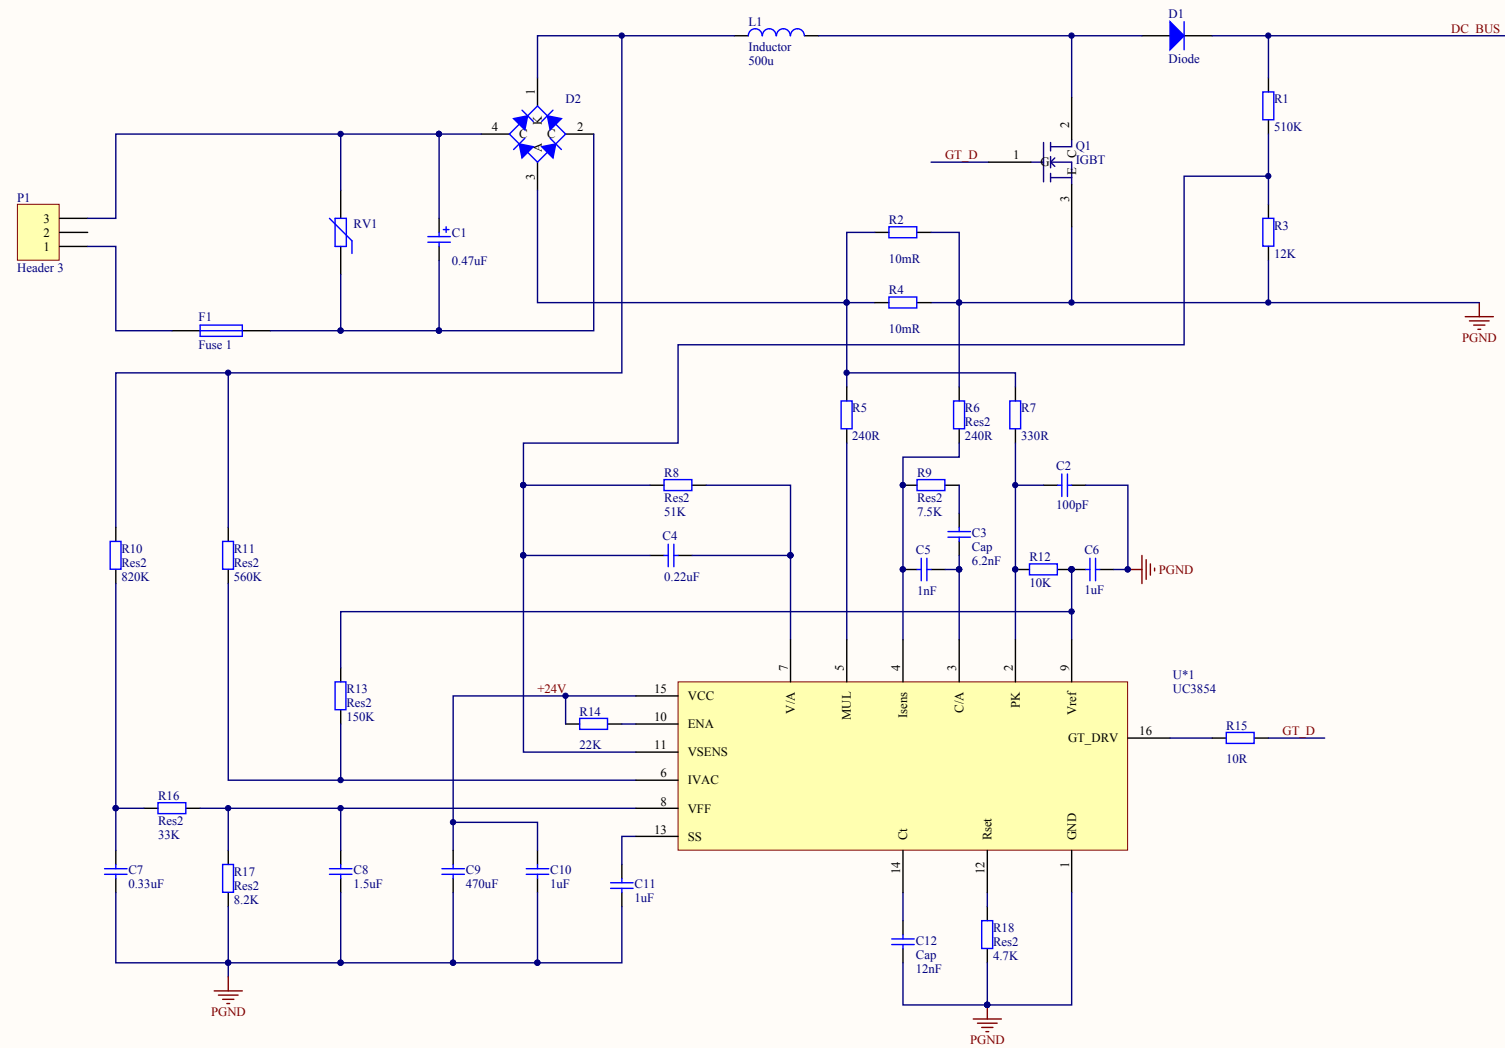 L1
Inductor
500u
D1
Diode
DC_BUS
D2
1
4
2
3
C
K
C
A
R1
510K
2
GT_D
1
G
C
E
Q1
IGBT
3
P1
3
2
1
Header 3
RV1
+
C1
0.47uF
R2
10mR
R3
12K
R4
10mR
F1
Fuse 1
PGND
R5
240R
R6
Res2
240R
R7
330R
R8
Res2
51K
R9
Res2
7.5K
C2
100pF
C3
Cap
6.2nF
C4
0.22uF
C5
1nF
R12
10K
C6
1uF
PGND
R10
Res2
820K
R11
Res2
560K
R13
Res2
150K
7
5
4
3
2
9
V/A
MUL
Isens
C/A
PK
Vref
U*1
UC3854
+24V
15
VCC
R14
22K
10
ENA
11
VSENS
6
IVAC
8
VFF
13
SS
GT_DRV
16
R15
10R
GT_D
Ct
Rset
GND
14
12
1
R16
Res2
33K
C7
0.33uF
R17
Res2
8.2K
C8
1.5uF
C9
470uF
C10
1uF
C11
1uF
C12
Cap
12nF
R18
Res2
4.7K
PGND
PGND